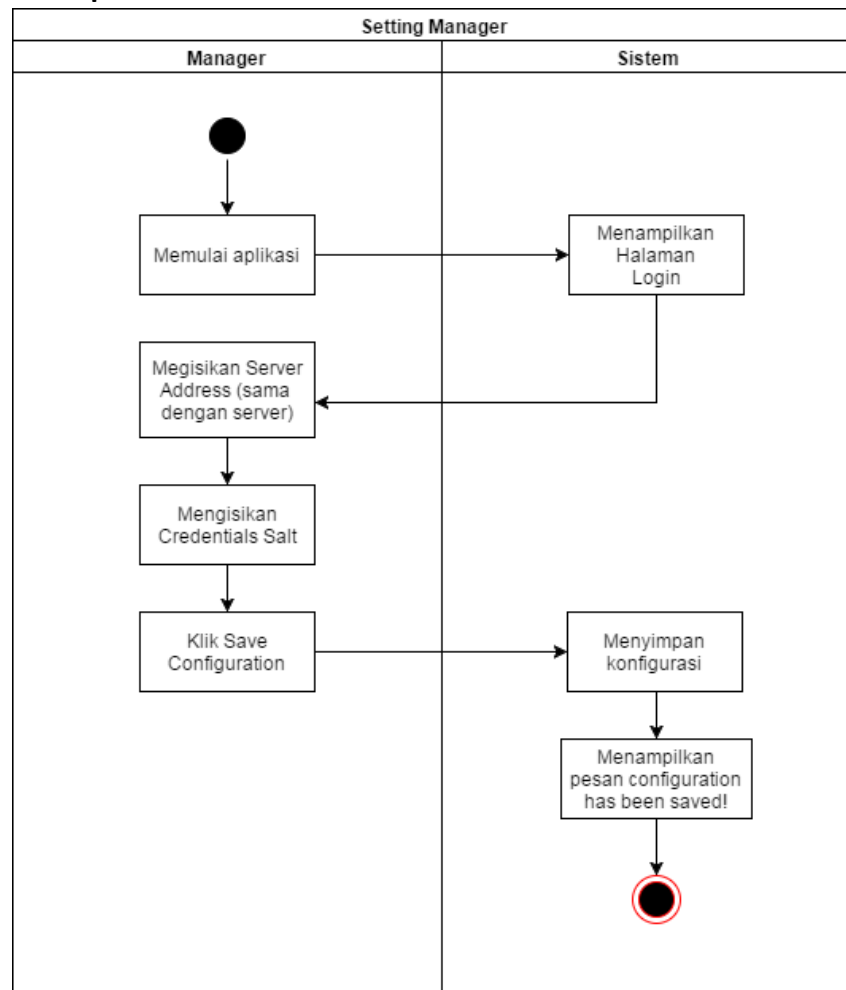 Setting Manager
Manager
Sistem
Memulai aplikasi
Menampilkan
Halaman
Login
Megisikan Server
Address (sama
dengan server)
Mengisikan
Credentials Salt
Klik Save
Configuration
Menyimpan
konfigurasi
Menampilkan
pesan configuration
has been saved!